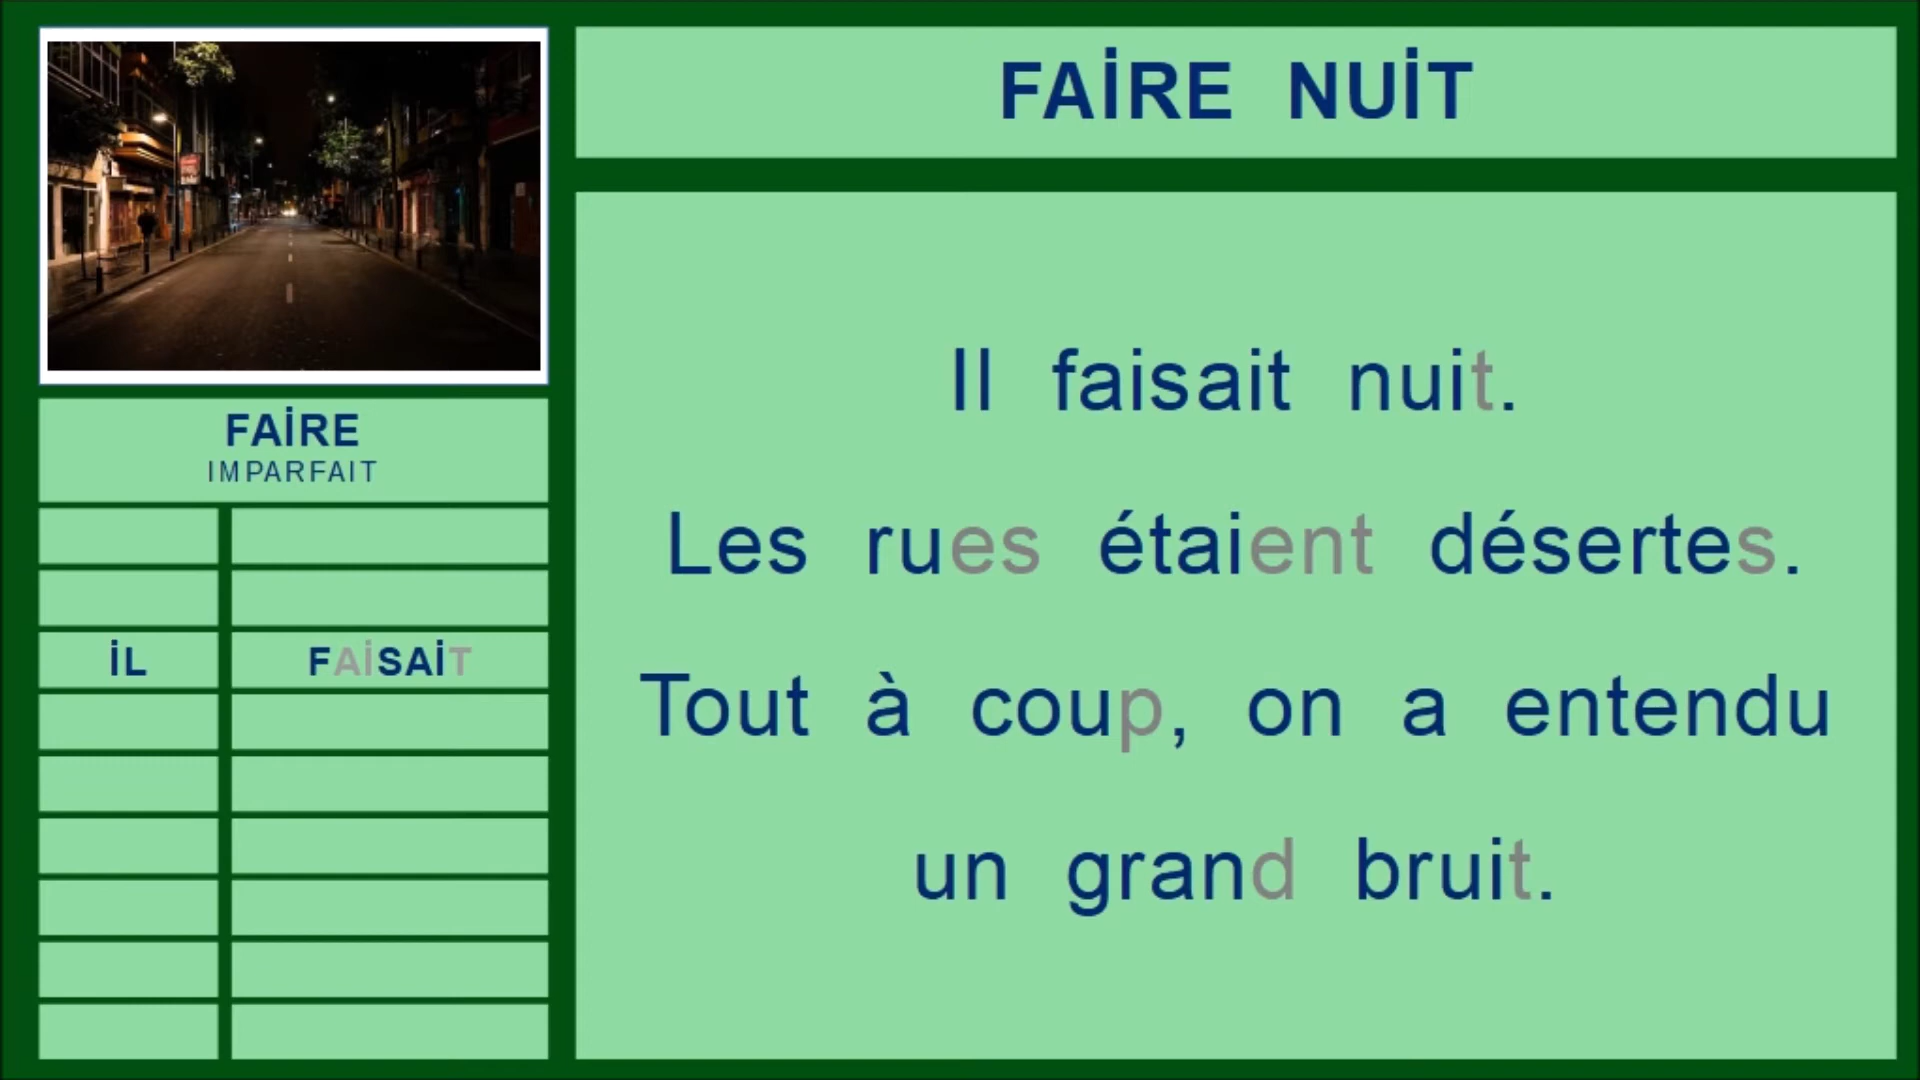 FAİRE NUİT
FAİRE
IMPARFAIT
İL FAİSAİT
Il faisait nuit.
Les rues étaient désertes.
Tout à coup, on a entendu
un grand bruit.